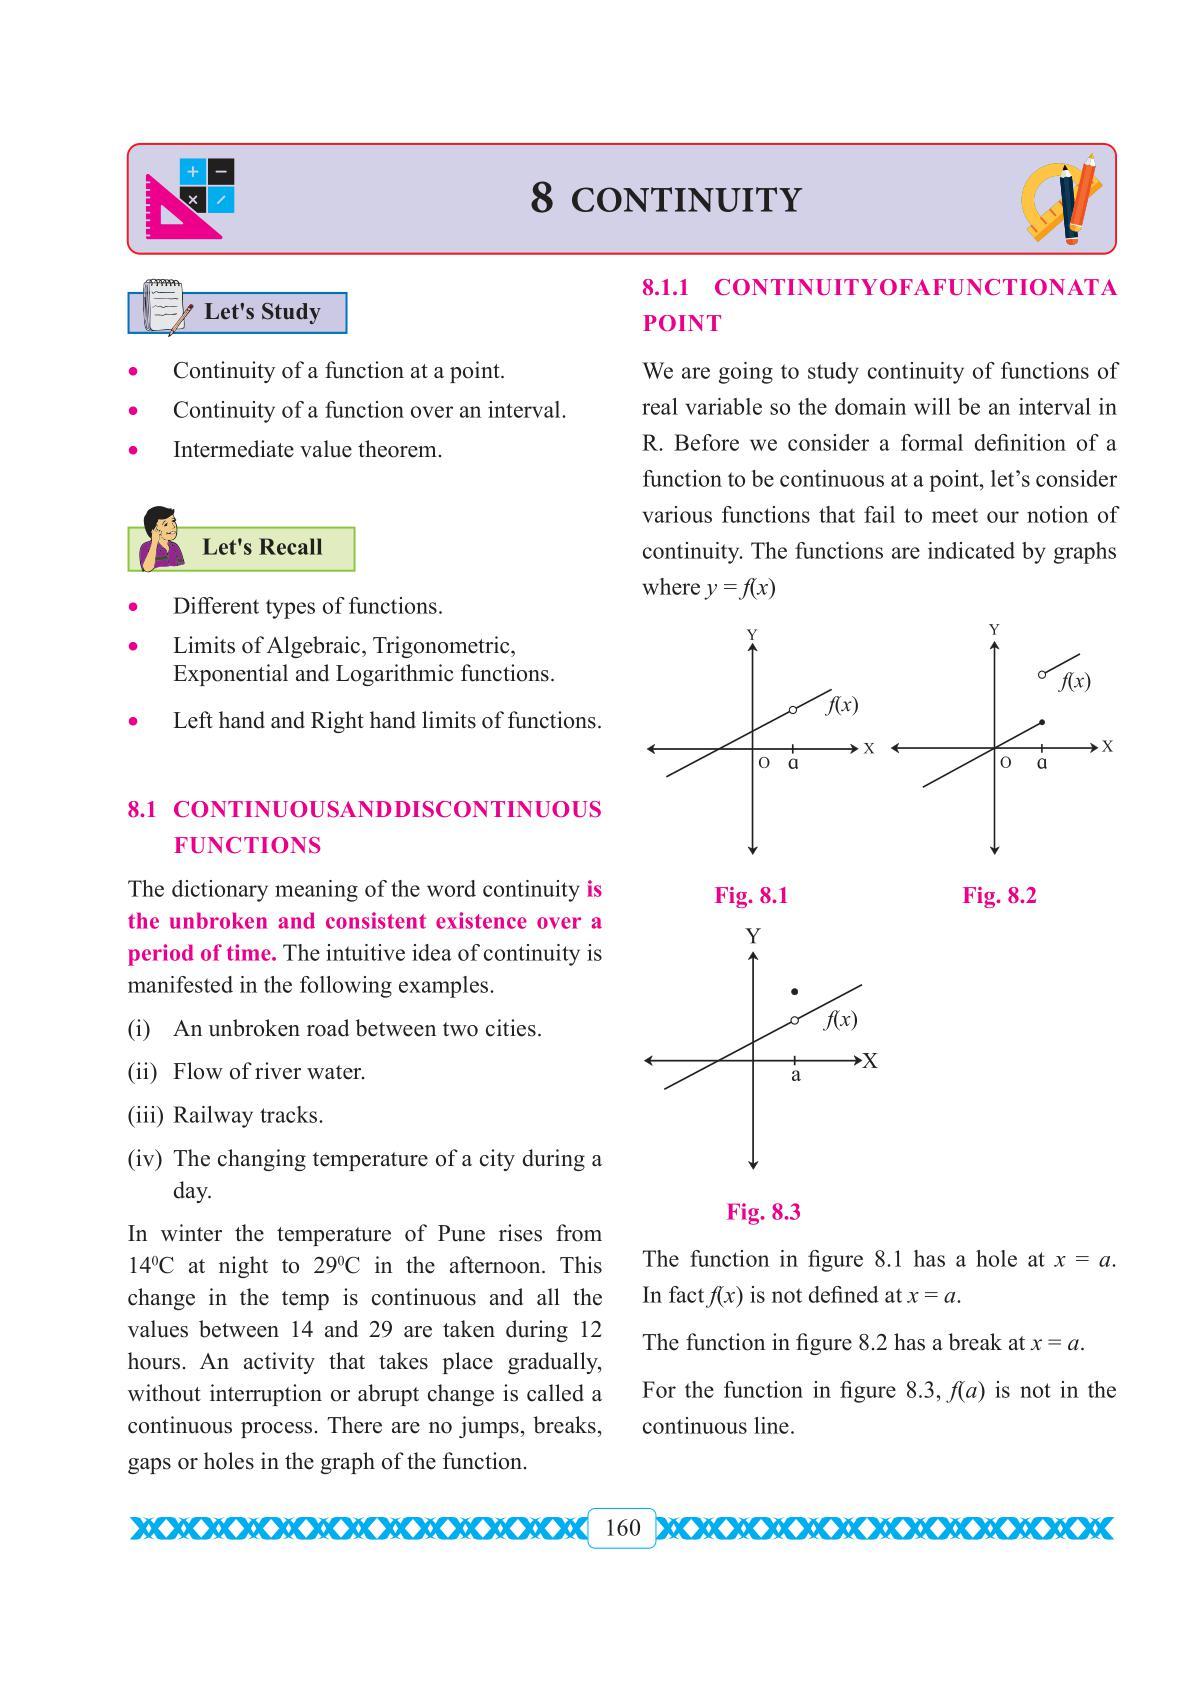 8 CONTINUITY
Let's Study
• Continuity of a function at a point.
• Continuity of a function over an interval.
• Intermediate value theorem.
Let's Recall
• Different types of functions.
• Limits of Algebraic, Trigonometric,
Exponential and Logarithmic functions.
• Left hand and Right hand limits of functions.
8.1 CONTINUOUS AND DISCONTINUOUS
FUNCTIONS
The dictionary meaning of the word continuity is
the unbroken and consistent existence over a
period of time. The intuitive idea of continuity is
manifested in the following examples.
(i) An unbroken road between two cities.
(ii) Flow of river water.
(iii) Railway tracks.
(iv) The changing temperature of a city during a
day.
In winter the temperature of Pune rises from
14⁰C at night to 29⁰C in the afternoon. This
change in the temp is continuous and all the
values between 14 and 29 are taken during 12
hours. An activity that takes place gradually,
without interruption or abrupt change is called a
continuous process. There are no jumps, breaks,
gaps or holes in the graph of the function.
8.1.1 CONTINUITY OF A FUNCTION AT A
POINT
We are going to study continuity of functions of
real variable so the domain will be an interval in
R. Before we consider a formal definition of a
function to be continuous at a point, let’s consider
various functions that fail to meet our notion of
continuity. The functions are indicated by graphs
where y = f(x)
Y
f(x)
X
O a
Fig. 8.1
Y
f(x)
X
O a
Fig. 8.2
Y
f(x)
X
a
Fig. 8.3
The function in figure 8.1 has a hole at x = a.
In fact f(x) is not defined at x = a.
The function in figure 8.2 has a break at x = a.
For the function in figure 8.3, f(a) is not in the
continuous line.
160